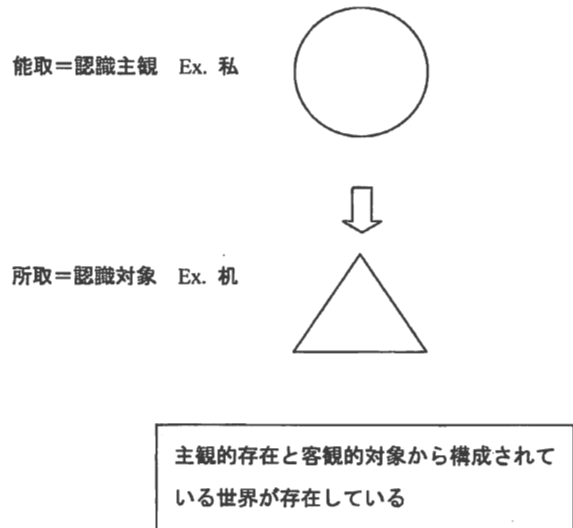 能取＝認識主観　Ex. 私
所取＝認識対象　Ex. 机
主観的存在と客観的対象から構成されて
いる世界が存在している